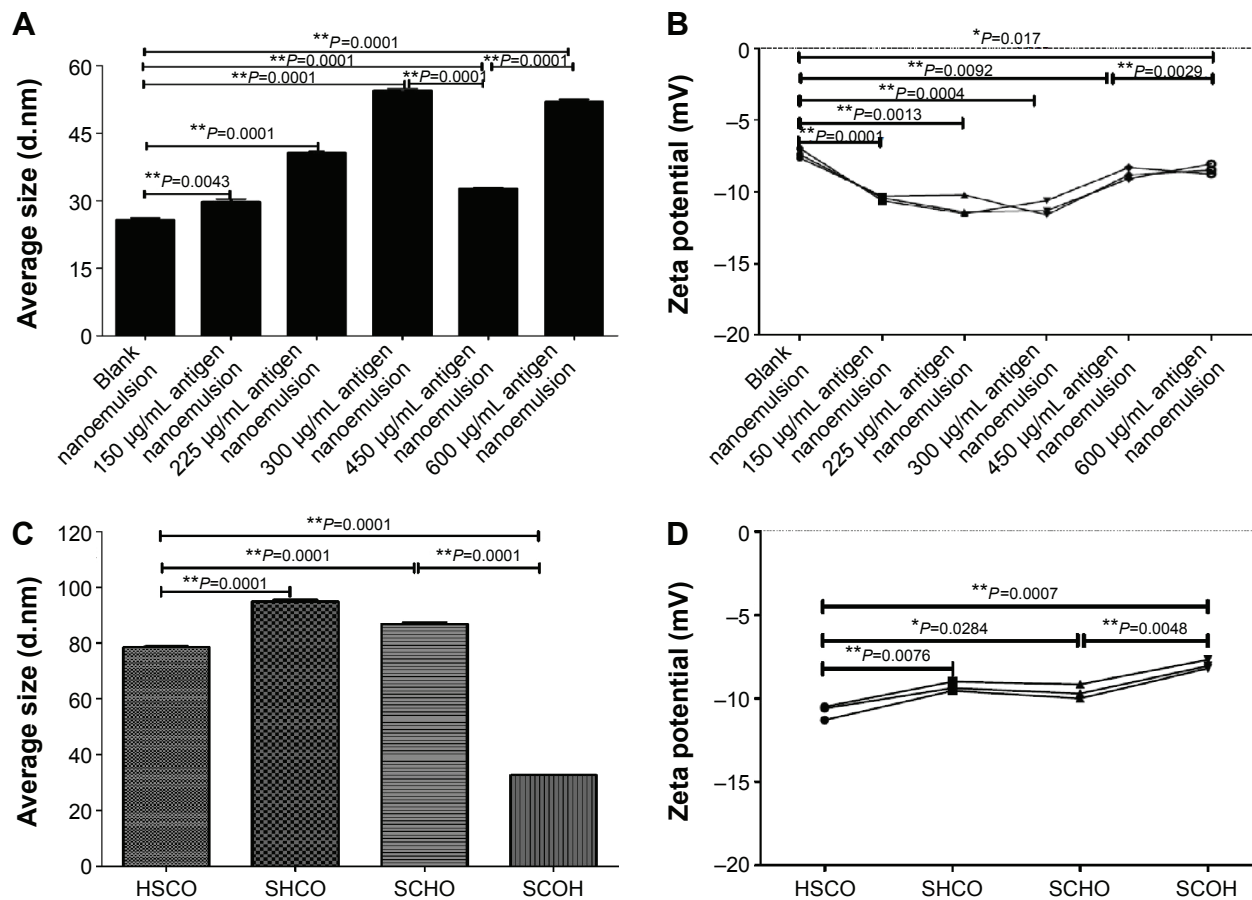 A
Average size (d.nm)
60
45
30
15
0
**P=0.0001
**P=0.0001
**P=0.0001
**P=0.0001
**P=0.0001
**P=0.0001
**P=0.0043
Blank
nanoemulsion
150 µg/mL antigen
nanoemulsion
225 µg/mL antigen
nanoemulsion
300 µg/mL antigen
nanoemulsion
450 µg/mL antigen
nanoemulsion
600 µg/mL antigen
nanoemulsion
B
Zeta potential (mV)
0
–5
–10
–15
–20
*P=0.017
**P=0.0092
**P=0.0029
**P=0.0004
**P=0.0013
**P=0.0001
Blank
nanoemulsion
150 µg/mL antigen
nanoemulsion
225 µg/mL antigen
nanoemulsion
300 µg/mL antigen
nanoemulsion
450 µg/mL antigen
nanoemulsion
600 µg/mL antigen
nanoemulsion
C
Average size (d.nm)
120
100
80
60
40
20
0
**P=0.0001
**P=0.0001
**P=0.0001
**P=0.0001
HSCO
SHCO
SCHO
SCOH
D
Zeta potential (mV)
0
–5
–10
–15
–20
**P=0.0007
*P=0.0284
**P=0.0048
**P=0.0076
HSCO
SHCO
SCHO
SCOH